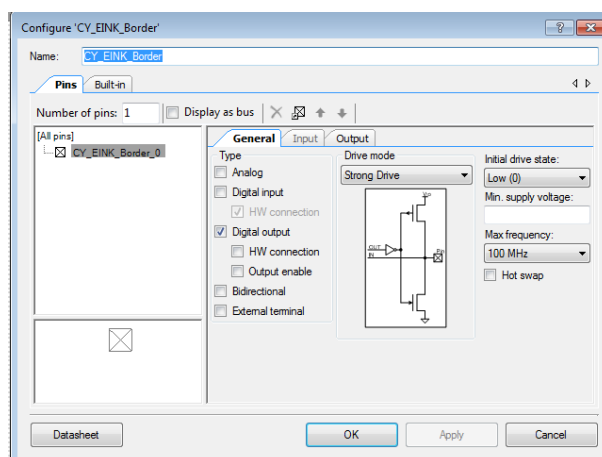 Configure 'CY_EINK_Border'
Name: CY_EINK_Border
Pins Built-in
Number of pins: 1 Display as bus
[All pins]
CY_EINK_Border_0
General Input Output
Type
Analog
Digital input
HW connection
Digital output
HW connection
Output enable
Bidirectional
External terminal
Drive mode
Strong Drive
OUT
IN
Pin
Initial drive state:
Low (0)
Min. supply voltage:
Max frequency:
100 MHz
Hot swap
Datasheet OK Apply Cancel